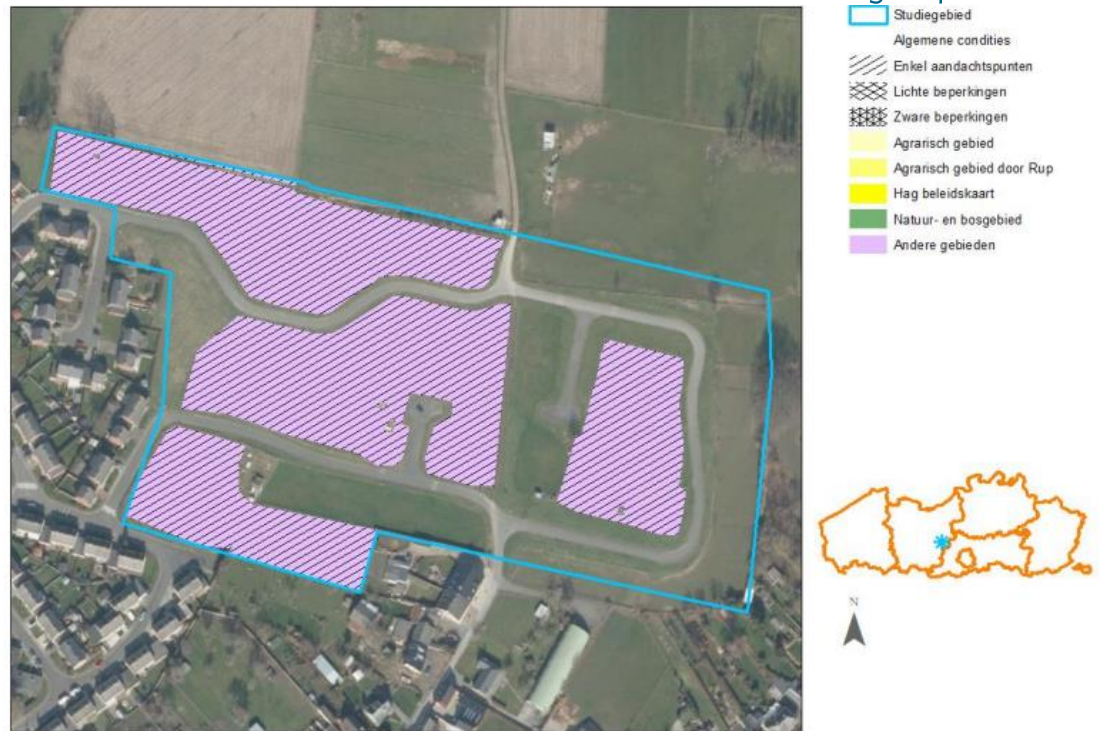 Studiegebied
Algemene condities
Enkel aandachtspunten
Lichte beperkingen
Zware beperkingen
Agrarisch gebied
Agrarisch gebied door Rup
Hag beleidskaart
Natuur- en bosgebied
Andere gebieden
N